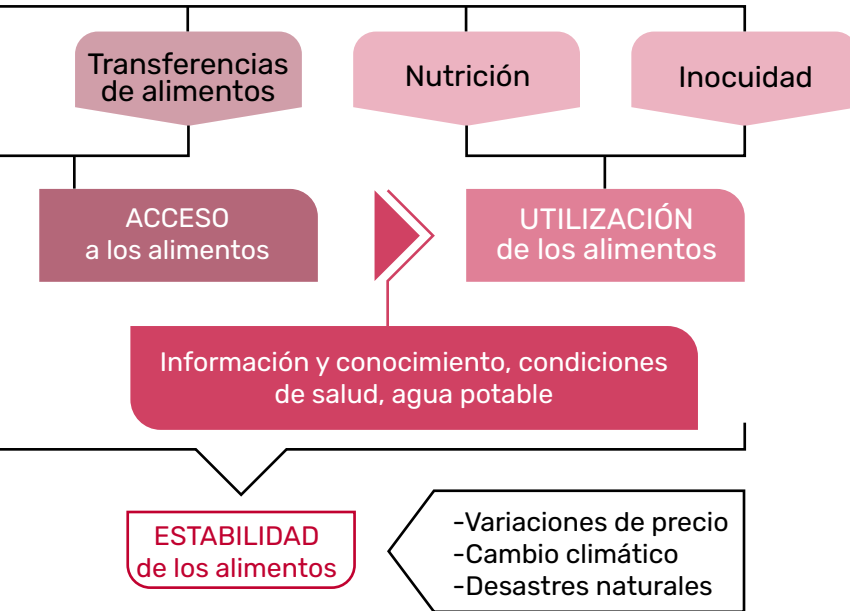 Transferencias
de alimentos
Nutrición
Inocuidad
ACCESO
a los alimentos
UTILIZACIÓN
de los alimentos
Información y conocimiento, condiciones
de salud, agua potable
ESTABILIDAD
de los alimentos
-Variaciones de precio
-Cambio climático
-Desastres naturales